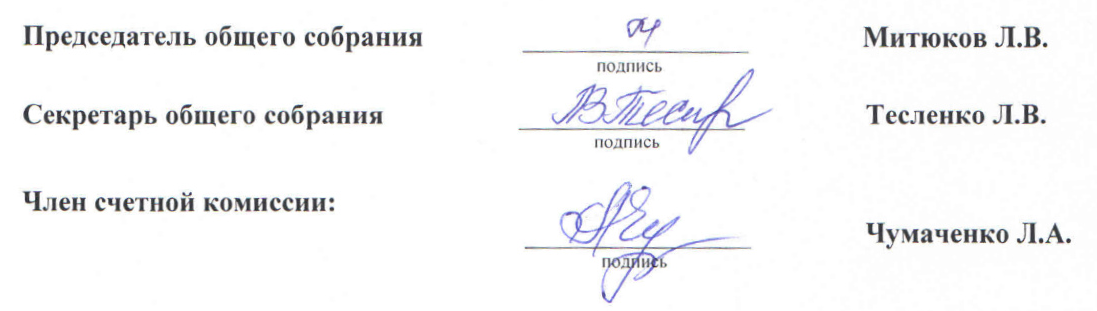 Председатель общего собрания Митюков Л.В.
подпись
Секретарь общего собрания Тесленко Л.В.
подпись
Член счетной комиссии:
Чумаченко Л.А.
подпись